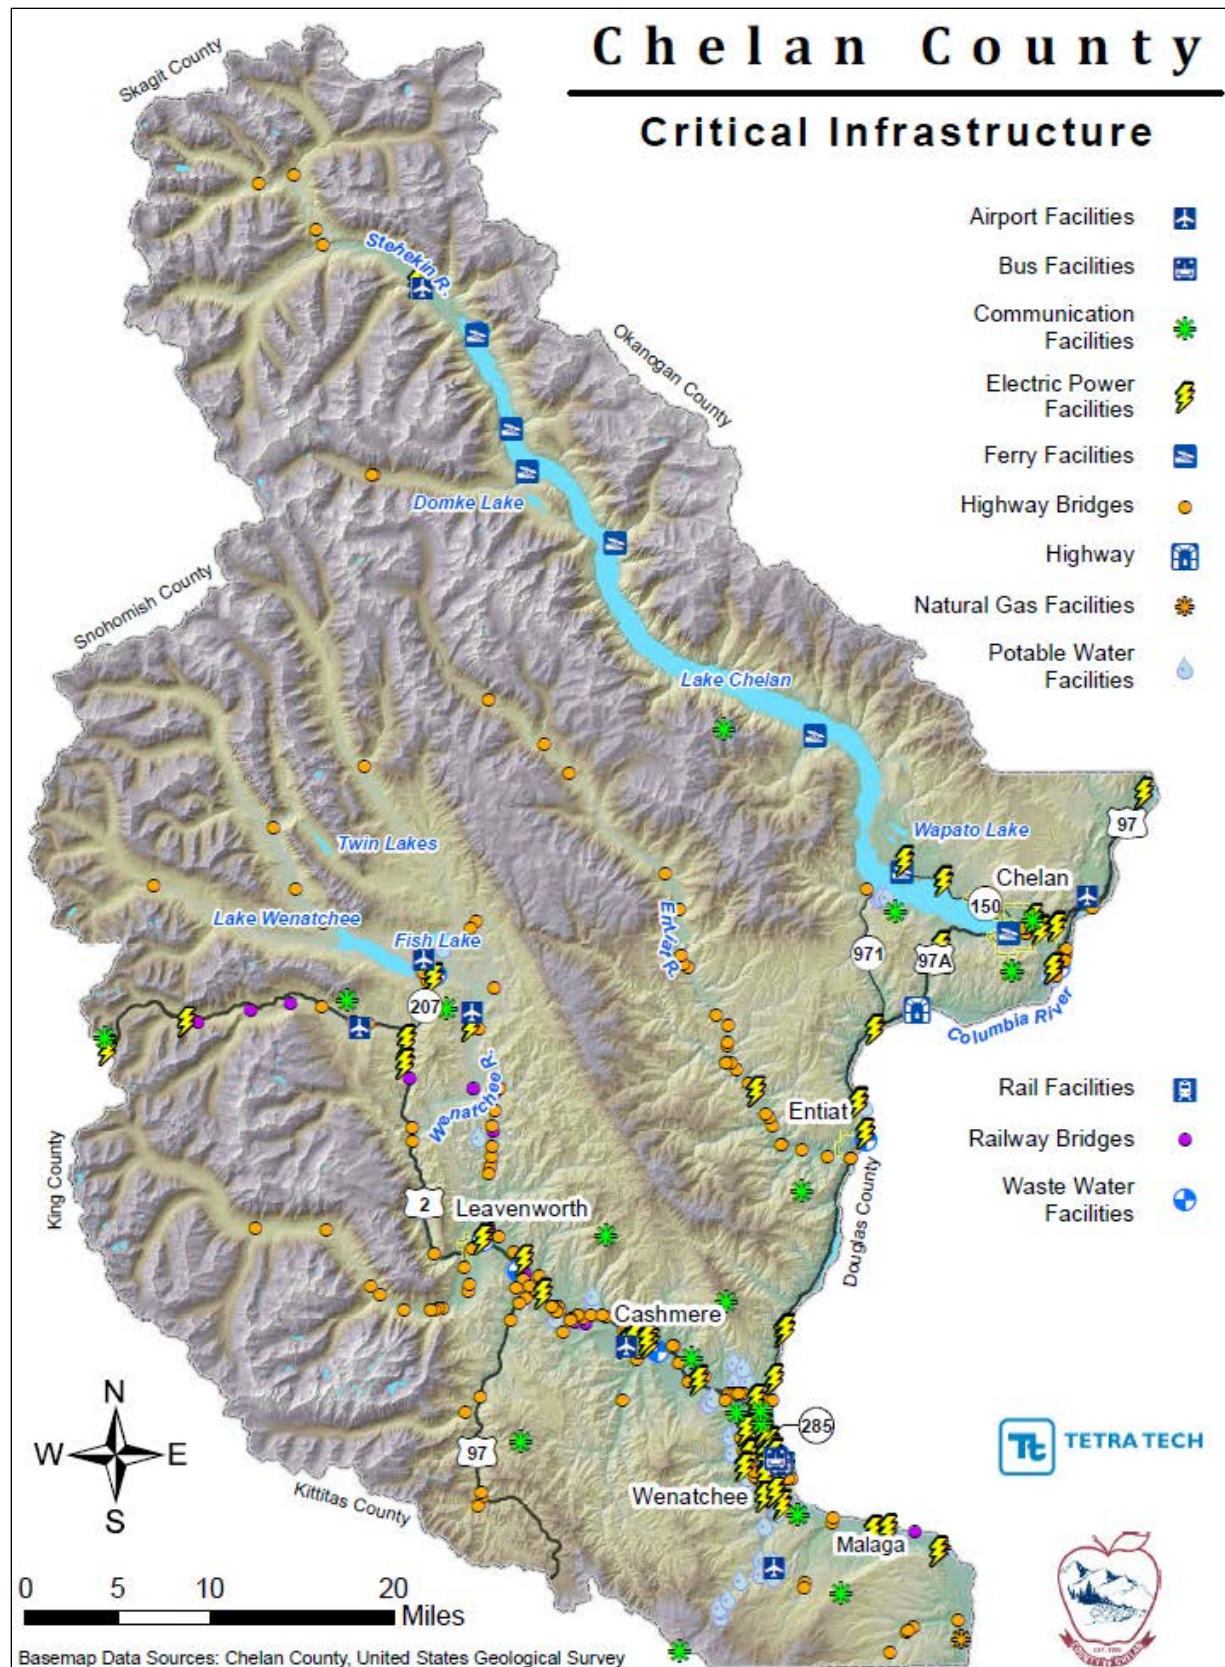 Chelan County
Critical Infrastructure
Skagit County
Airport Facilities
Bus Facilities
Stehekin R.
Communication
Facilities
Okanogan County
Electric Power
Facilities
Ferry Facilities
Domke Lake
Highway Bridges
Highway
Snohomish County
Natural Gas Facilities
Potable Water
Facilities
Lake Chelan
97
Wapato Lake
Twin Lakes
Chelan
150
Entiat R.
Lake Wenatchee
Fish Lake
971
97A
207
Columbia River
Wenatchee R.
Rail Facilities
Entiat
Railway Bridges
King County
Waste Water
Facilities
2
Leavenworth
Douglas County
Cashmere
N
W E
S
285
TETRA TECH
Tt
97
Kittitas County
Wenatchee
Malaga
0 5 10 20
Miles
Basemap Data Sources: Chelan County, United States Geological Survey